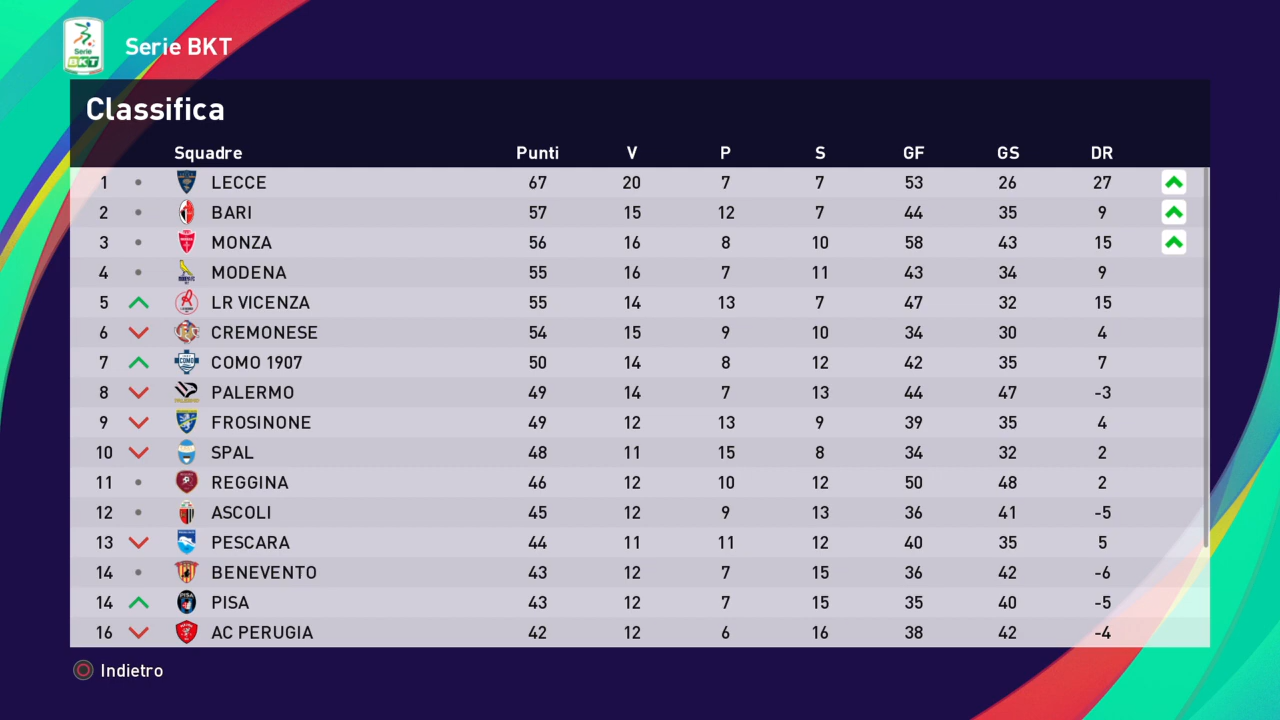 Serie BKT
Serie BKT
Classifica
Squadre Punti V P S GF GS DR
1 LECCE 67 20 7 7 53 26 27
2 BARI 57 15 12 7 44 35 9
3 MONZA 56 16 8 10 58 43 15
4 MODENA 55 16 7 11 43 34 9
5 LR VICENZA 55 14 13 7 47 32 15
6 CREMONESE 54 15 9 10 34 30 4
7 COMO 1907 50 14 8 12 42 35 7
8 PALERMO 49 14 7 13 44 47 -3
9 FROSINONE 49 12 13 9 39 35 4
10 SPAL 48 11 15 8 34 32 2
11 REGGINA 46 12 10 12 50 48 2
12 ASCOLI 45 12 9 13 36 41 -5
13 PESCARA 44 11 11 12 40 35 5
14 BENEVENTO 43 12 7 15 36 42 -6
14 PISA 43 12 7 15 35 40 -5
16 AC PERUGIA 42 12 6 16 38 42 -4
Indietro